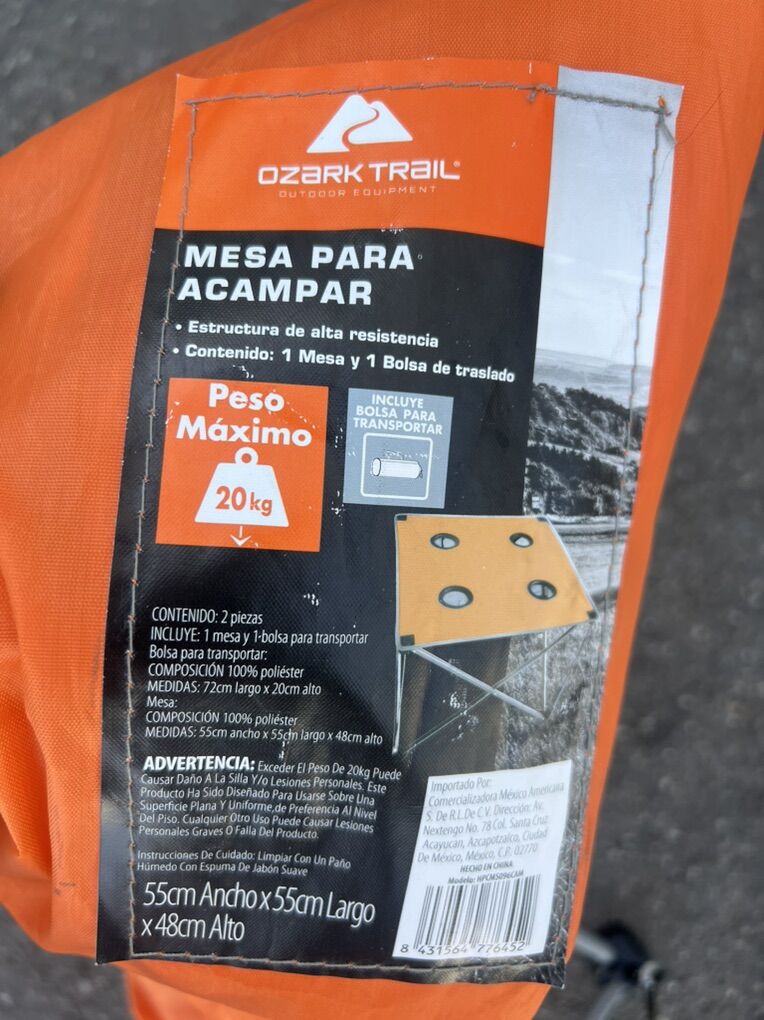 OZARK TRAIL®
OUTDOOR EQUIPMENT
MESA PARA
ACAMPAR
• Estructura de alta resistencia
• Contenido: 1 Mesa y 1 Bolsa de traslado
Peso
Máximo
20kg
INCLUYE
BOLSA PARA
TRANSPORTAR
CONTENIDO: 2 piezas
INCLUYE: 1 mesa y 1 bolsa para transportar
Bolsa para transportar:
COMPOSICIÓN 100% poliéster
MEDIDAS: 72cm largo x 20cm alto
Mesa:
COMPOSICIÓN 100% poliéster
MEDIDAS: 55cm ancho x 55cm largo x 48cm alto
ADVERTENCIA: Exceder El Peso De 20kg Puede
Causar Daño A La Silla Y/o Lesiones Personales. Este
Producto Ha Sido Diseñado Para Usarse Sobre Una
Superficie Plana Y Uniforme,de Preferencia Al Nivel
Del Piso. Cualquier Otro Uso Puede Causar Lesiones
Personales Graves O Falla Del Producto.
Instrucciones De Cuidado: Limpiar Con Un Paño
Húmedo Con Espuma De Jabón Suave
55cm Ancho x 55cm Largo
x 48cm Alto
Importado Por:
Comercializadora México Americana
S. De R.L.De C.V. Dirección: Av.
Nextengo No. 78 Col. Santa Cruz
Acayucan, Azcapotzalco, Ciudad
De México, México, C.P. 02770
HECHO EN CHINA
Modelo: HPCMS096CAM
8 431564 776452